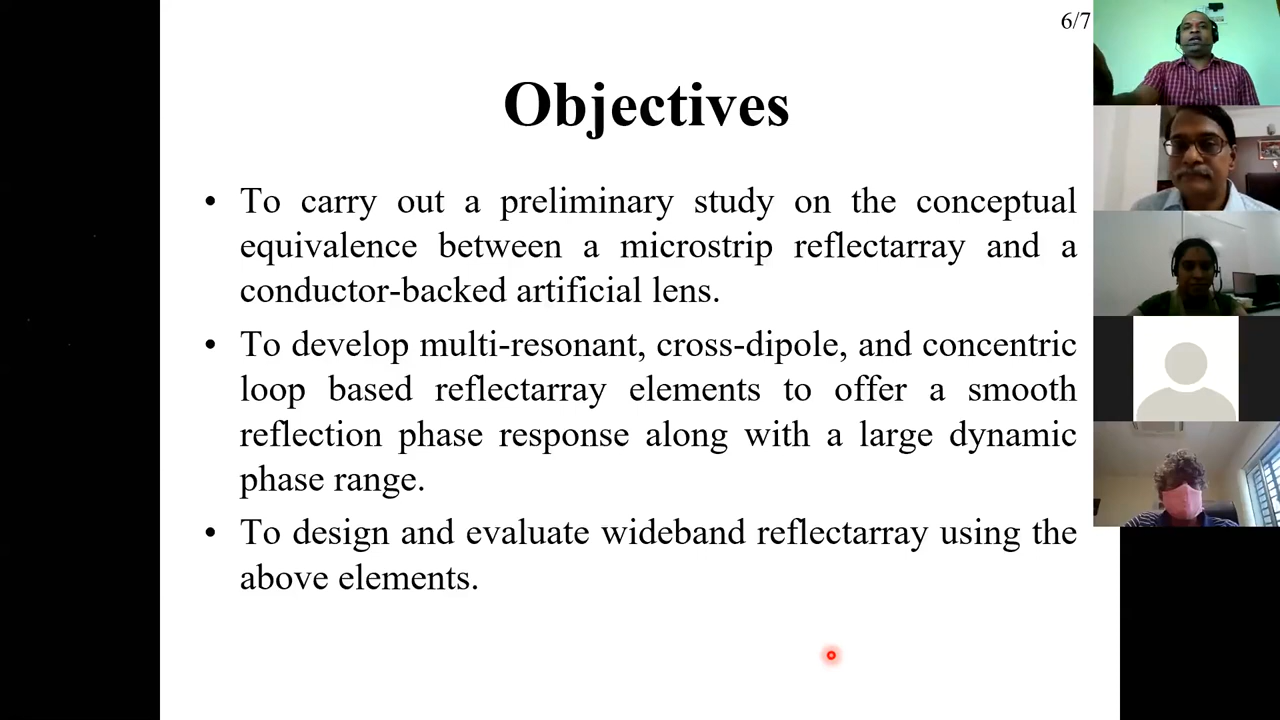 6/7
Objectives
• To carry out a preliminary study on the conceptual
equivalence between a microstrip reflectarray and a
conductor-backed artificial lens.
• To develop multi-resonant, cross-dipole, and concentric
loop based reflectarray elements to offer a smooth
reflection phase response along with a large dynamic
phase range.
• To design and evaluate wideband reflectarray using the
above elements.